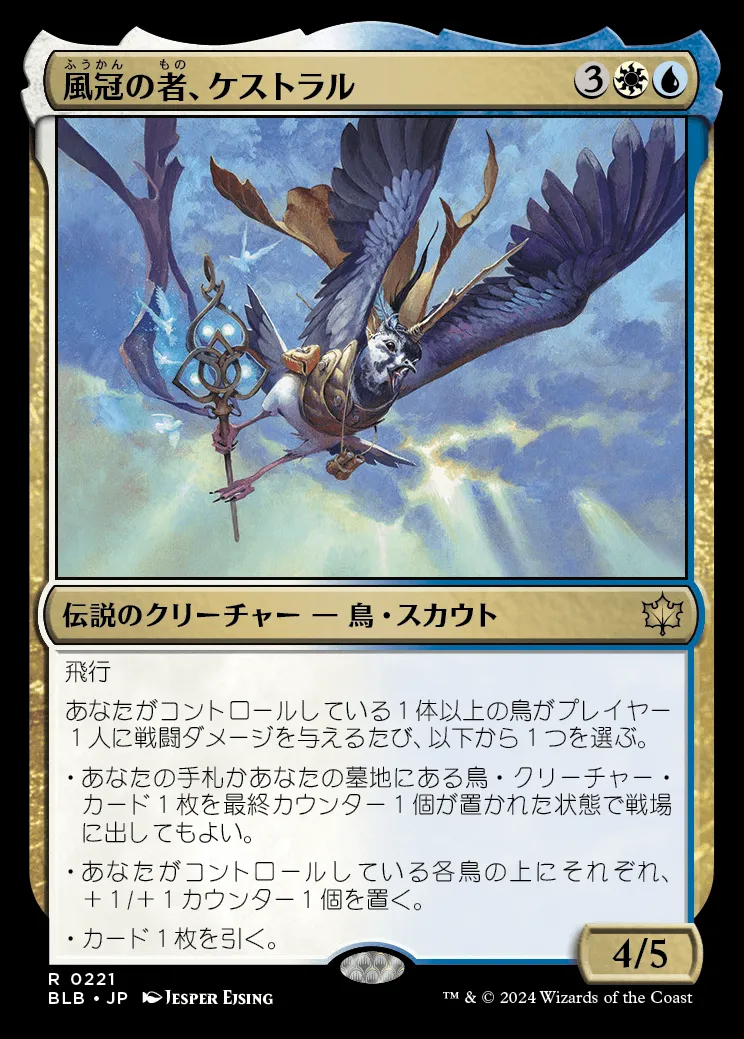 ふうかん もの
風冠の者、ケストラル
3
伝説のクリーチャー — 鳥・スカウト
飛行
あなたがコントロールしている1体以上の鳥がプレイヤー
1人に戦闘ダメージを与えるたび、以下から1つを選ぶ。
・あなたの手札かあなたの墓地にある鳥・クリーチャー・
カード1枚を最終カウンター1個が置かれた状態で戦場
に出してもよい。
・あなたがコントロールしている各鳥の上にそれぞれ、
+1/+1カウンター1個を置く。
・カード1枚を引く。
4/5
R 0221
BLB・JP Jesper Ejsing
™ & © 2024 Wizards of the Coast